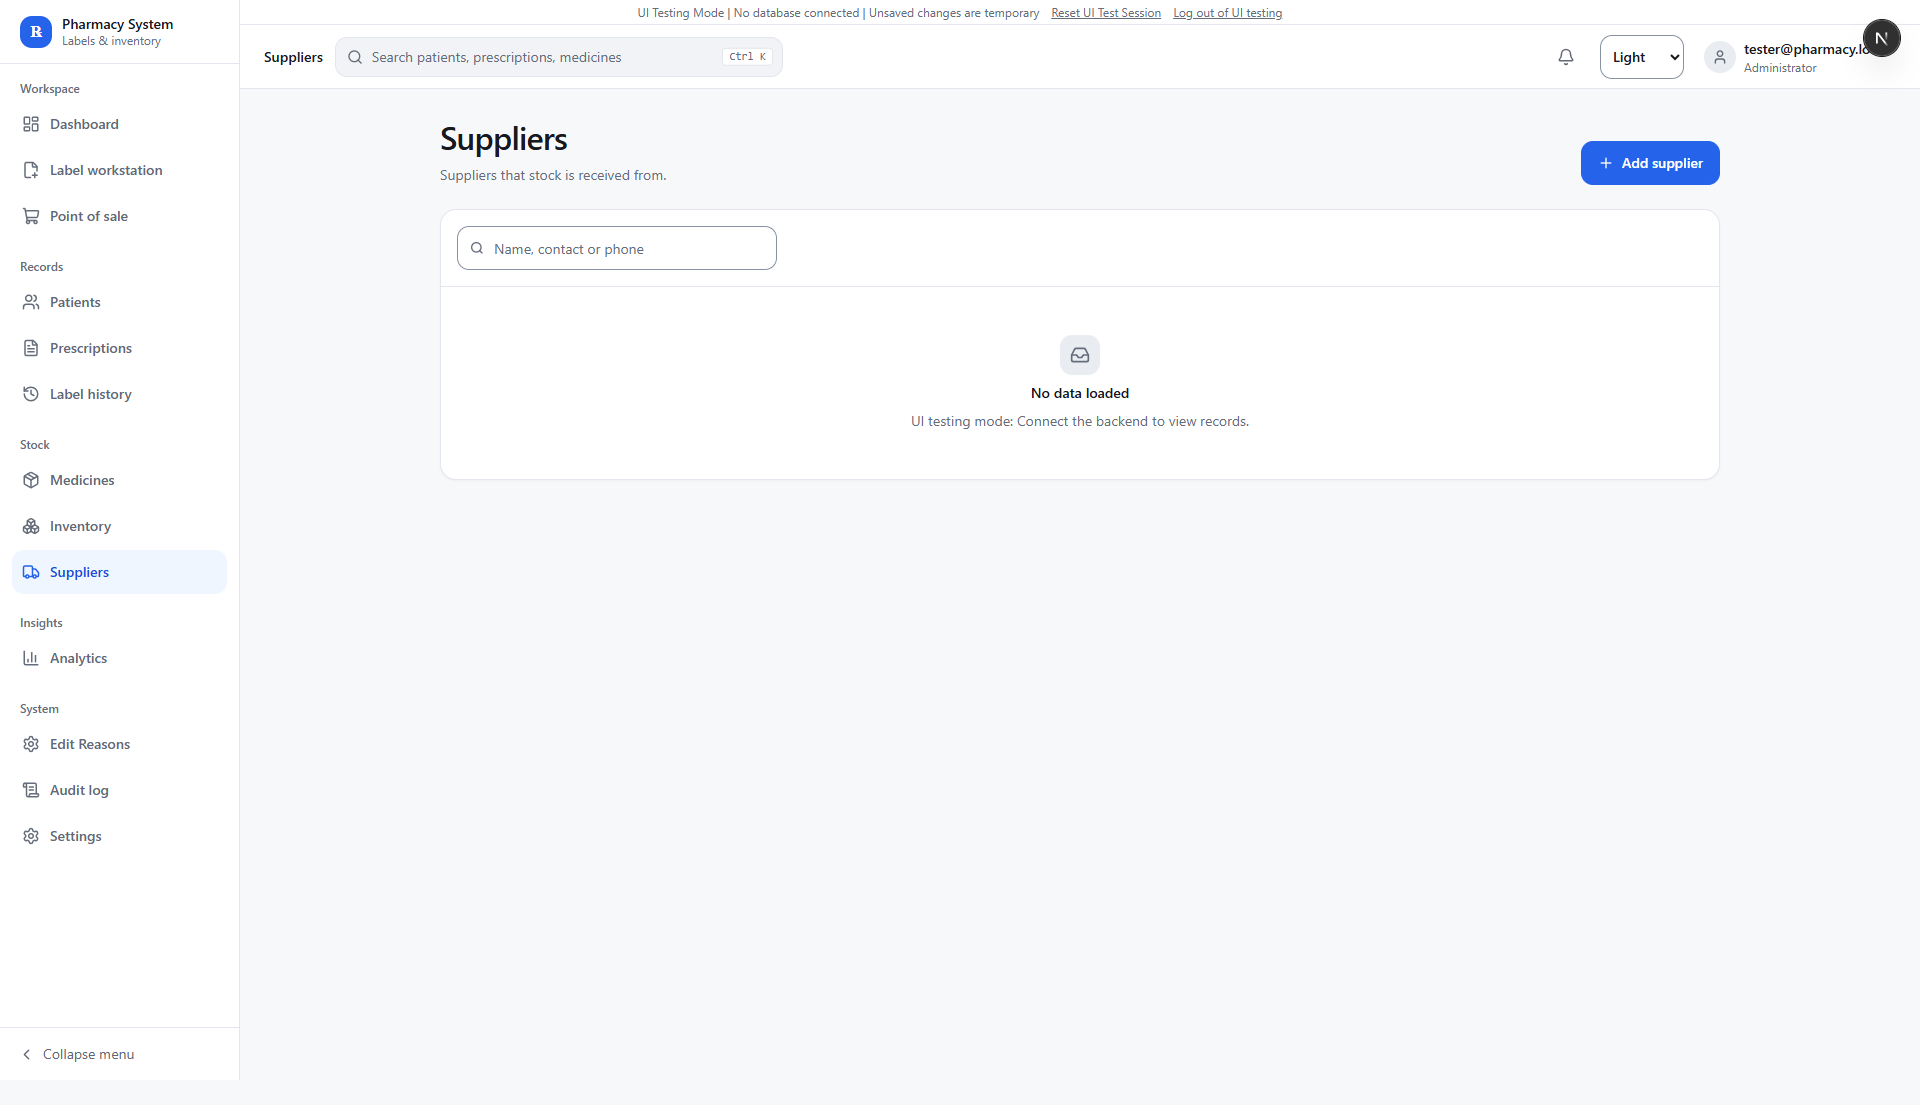 UI Testing Mode | No database connected | Unsaved changes are temporary Reset UI Test Session Log out of UI testing
Pharmacy System
Labels & inventory
Suppliers
Search patients, prescriptions, medicines
Ctrl K
Light
tester@pharmacy.lo
Administrator
N
Workspace
Dashboard
Label workstation
Point of sale
Records
Patients
Prescriptions
Label history
Stock
Medicines
Inventory
Suppliers
Insights
Analytics
System
Edit Reasons
Audit log
Settings
Collapse menu
Suppliers
Suppliers that stock is received from.
Add supplier
Name, contact or phone
No data loaded
UI testing mode: Connect the backend to view records.